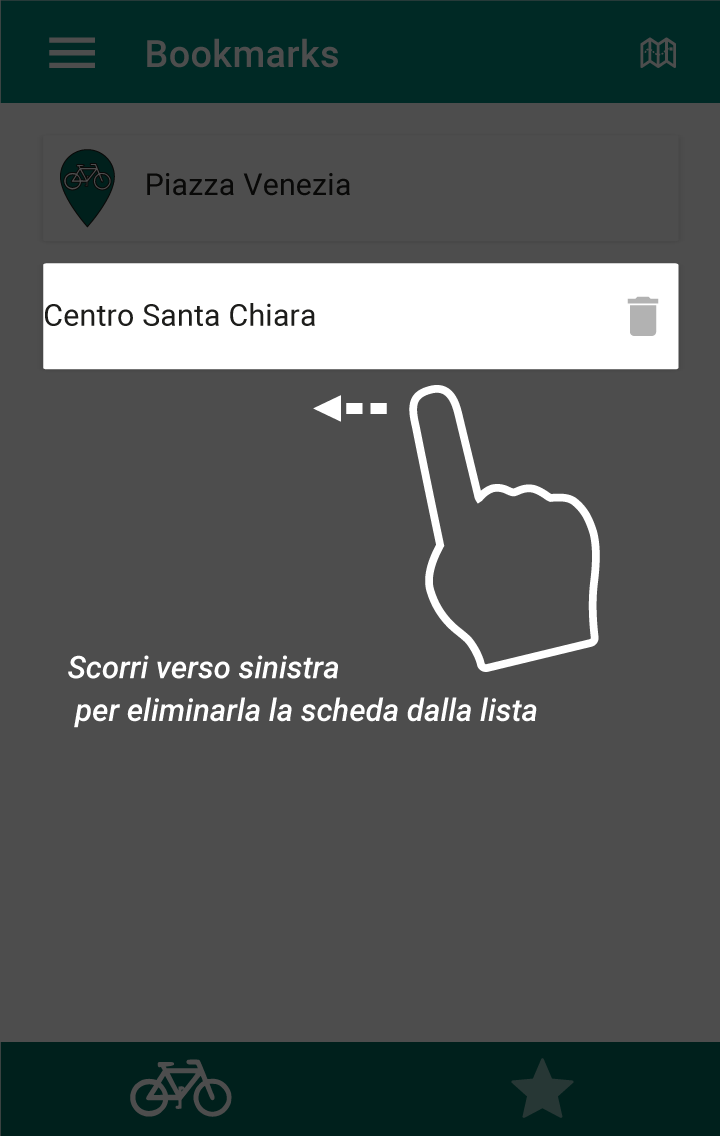 Bookmarks
Piazza Venezia
Centro Santa Chiara
Scorri verso sinistra
per eliminarla la scheda dalla lista